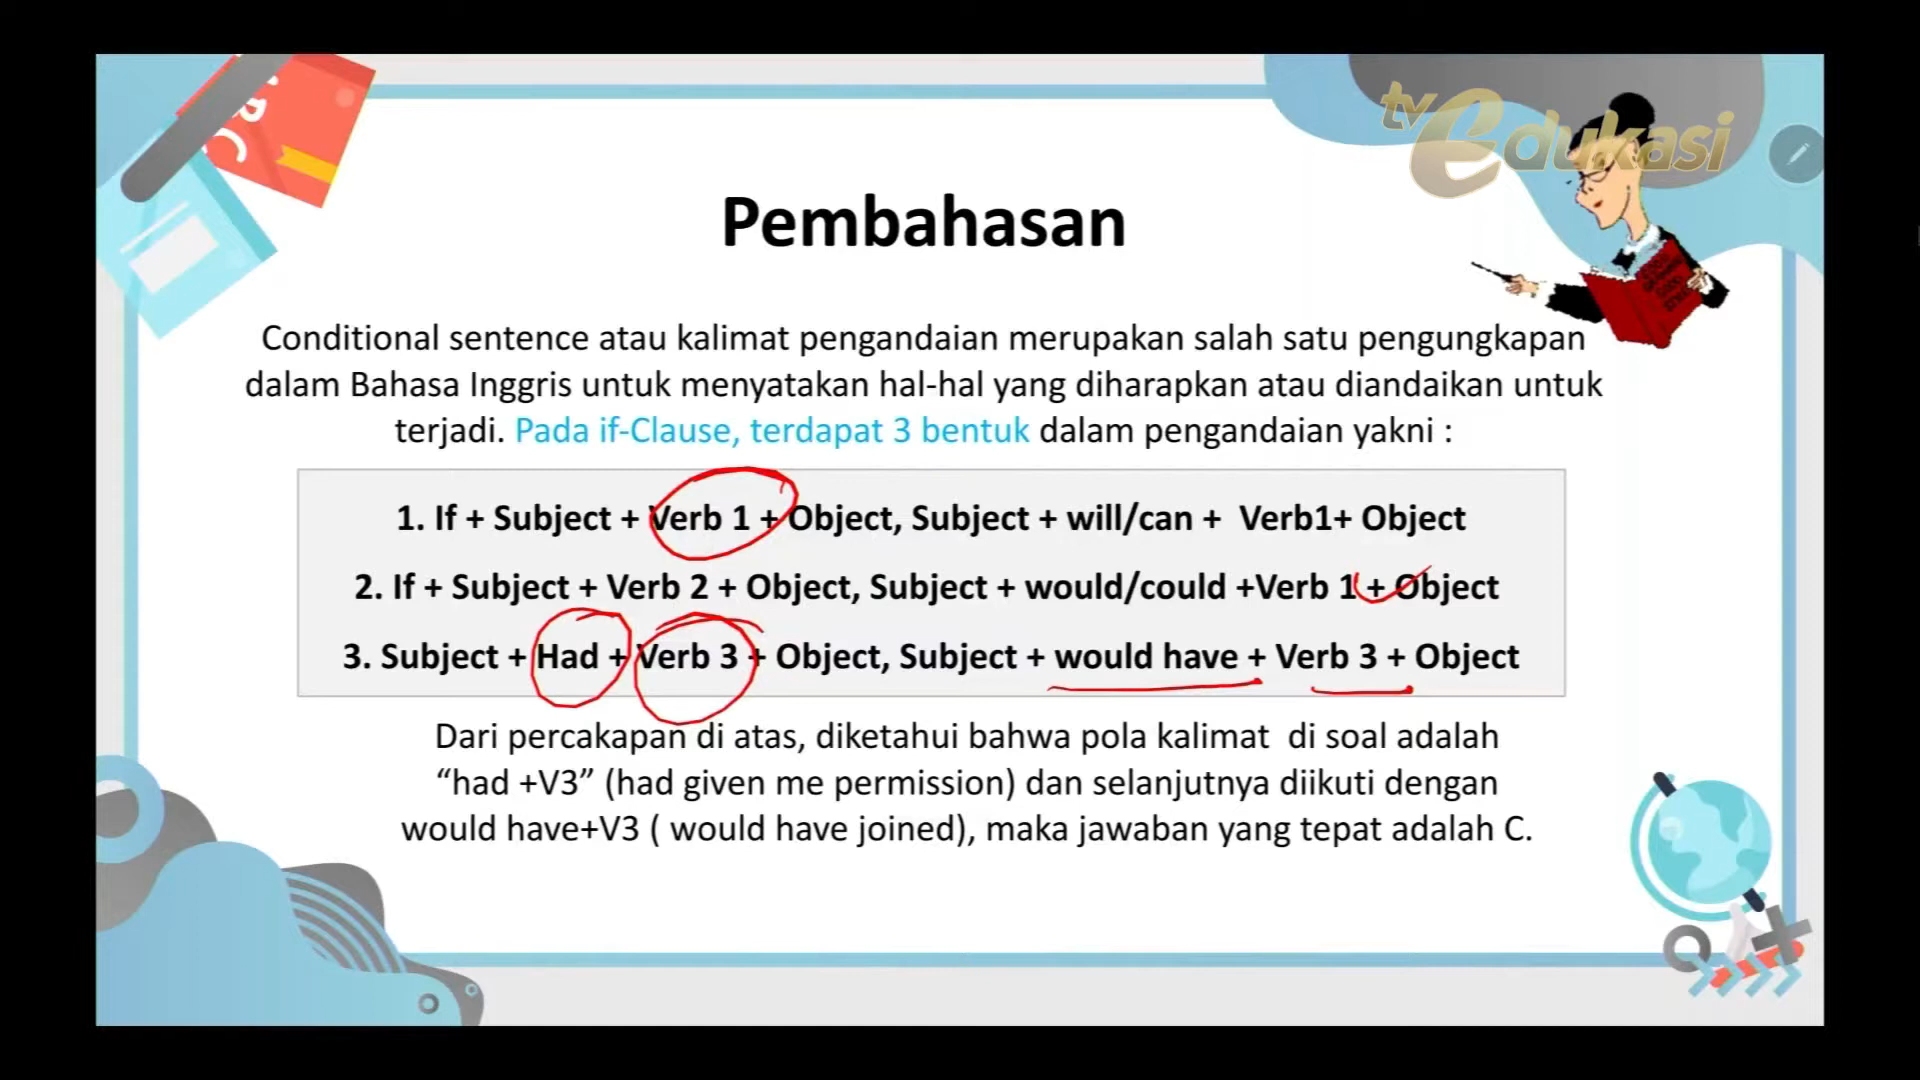 tv edukasi
Pembahasan
Conditional sentence atau kalimat pengandaian merupakan salah satu pengungkapan
dalam Bahasa Inggris untuk menyatakan hal-hal yang diharapkan atau diandaikan untuk
terjadi. Pada if-Clause, terdapat 3 bentuk dalam pengandaian yakni :
1. If + Subject + Verb 1 + Object, Subject + will/can + Verb1+ Object
2. If + Subject + Verb 2 + Object, Subject + would/could +Verb 1 + Object
3. Subject + Had + Verb 3 + Object, Subject + would have + Verb 3 + Object
Dari percakapan di atas, diketahui bahwa pola kalimat di soal adalah
“had +V3” (had given me permission) dan selanjutnya diikuti dengan
would have+V3 ( would have joined), maka jawaban yang tepat adalah C.